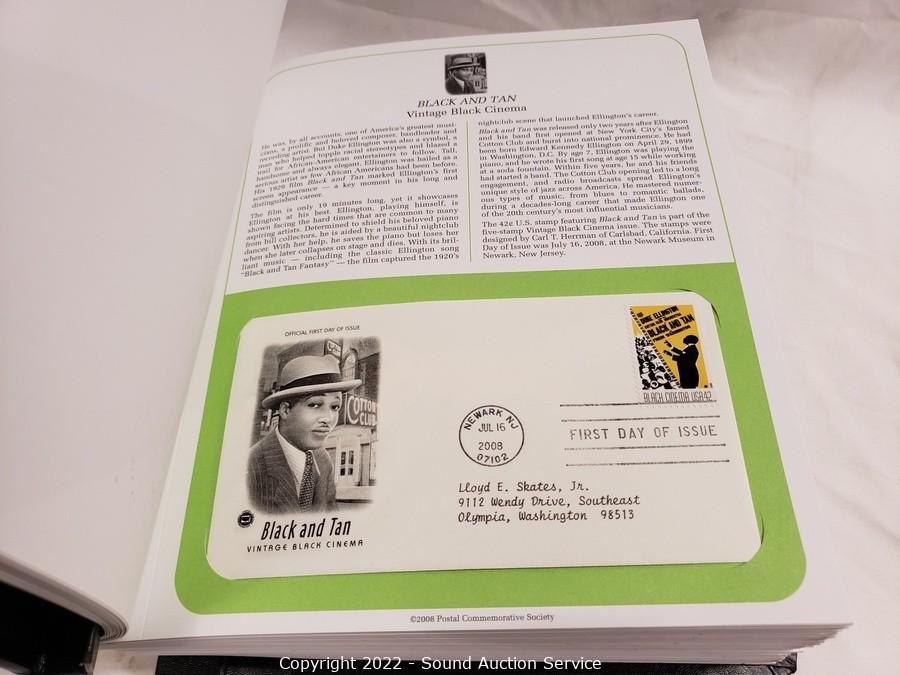 BLACK AND TAN
Vintage Black Cinema
He was, by all accounts, one of America's greatest musi-
cians, a prolific and beloved composer, bandleader and
recording artist. But Duke Ellington was also a symbol, a
man who helped topple racial stereotypes and blazed a
trail for African-American entertainers to follow. Tall,
handsome and always elegant, Ellington was hailed as a
serious artist as few African Americans had been before.
His 1929 film Black and Tan marked Ellington's first
screen appearance — a key moment in his long and
distinguished career.
The film is only 19 minutes long, yet it showcases
Ellington at his best. Ellington, playing himself, is
shown facing the hard times that are common to many
aspiring artists. Determined to shield his beloved piano
from bill collectors, he is aided by a beautiful nightclub
dancer. With her help, he saves the piano but loses her
when she later collapses on stage and dies. With its bril-
liant music — including the classic Ellington song
"Black and Tan Fantasy" — the film captured the 1920's
nightclub scene that launched Ellington's career.
Black and Tan was released only two years after Ellington
and his band first opened at New York City's famed
Cotton Club and burst into national prominence. He had
been born Edward Kennedy Ellington on April 29, 1899
in Washington, D.C. By age 7, Ellington was playing the
piano, and he wrote his first song at age 15 while working
at a soda fountain. Within five years, he and his friends
had started a band. The Cotton Club opening led to a long
engagement, and radio broadcasts spread Ellington's
unique style of jazz across America. He mastered numer-
ous types of music, from blues to romantic ballads,
during a decades-long career that made Ellington one
of the 20th century's most influential musicians.
The 42¢ U.S. stamp featuring Black and Tan is part of the
five-stamp Vintage Black Cinema issue. The stamps were
designed by Carl T. Herrman of Carlsbad, California. First
Day of Issue was July 16, 2008, at the Newark Museum in
Newark, New Jersey.
OFFICIAL FIRST DAY OF ISSUE
COTTON
CLUB
Black and Tan
VINTAGE BLACK CINEMA
DUKE ELLINGTON
BLACK AND TAN
BLACK CINEMA USA 42
NEWARK NJ
JUL 16
2008
07102
FIRST DAY OF ISSUE
Lloyd E. Skates, Jr.
9112 Wendy Drive, Southeast
Olympia, Washington 98513
©2008 Postal Commemorative Society
Copyright 2022 - Sound Auction Service